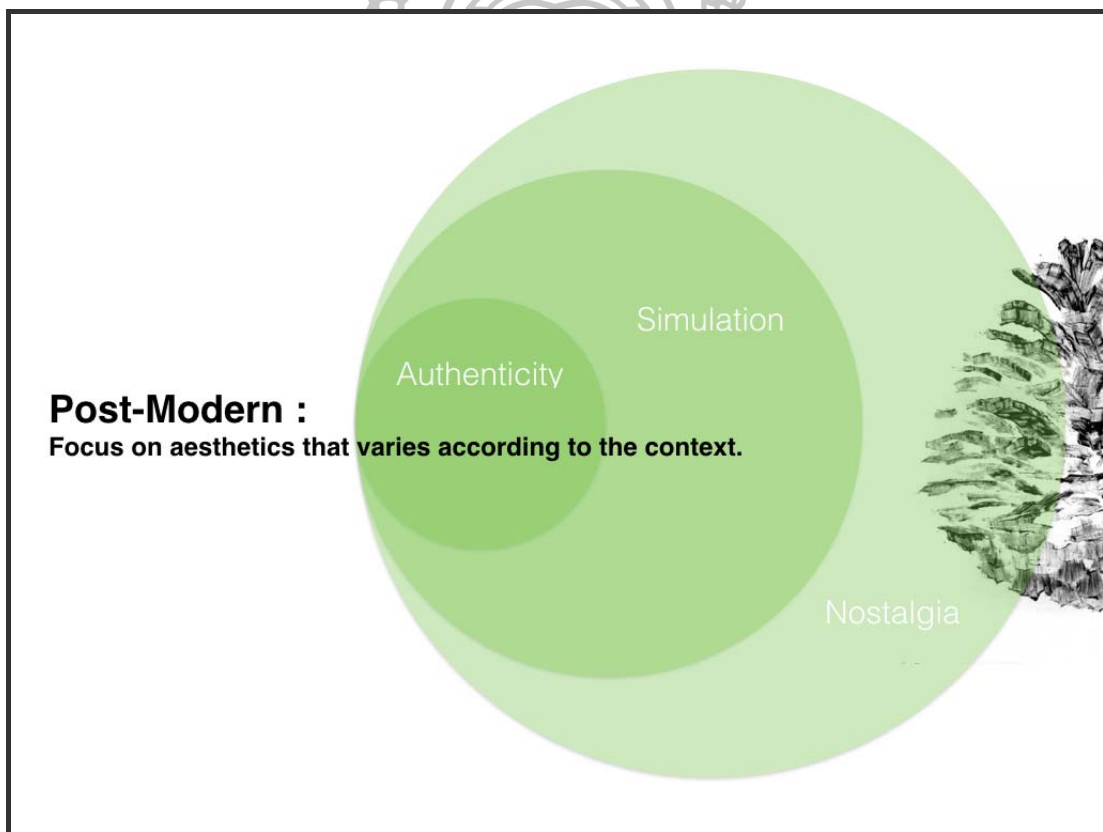 Simulation
Authenticity
Post-Modern :
Focus on aesthetics that varies according to the context.
Nostalgia